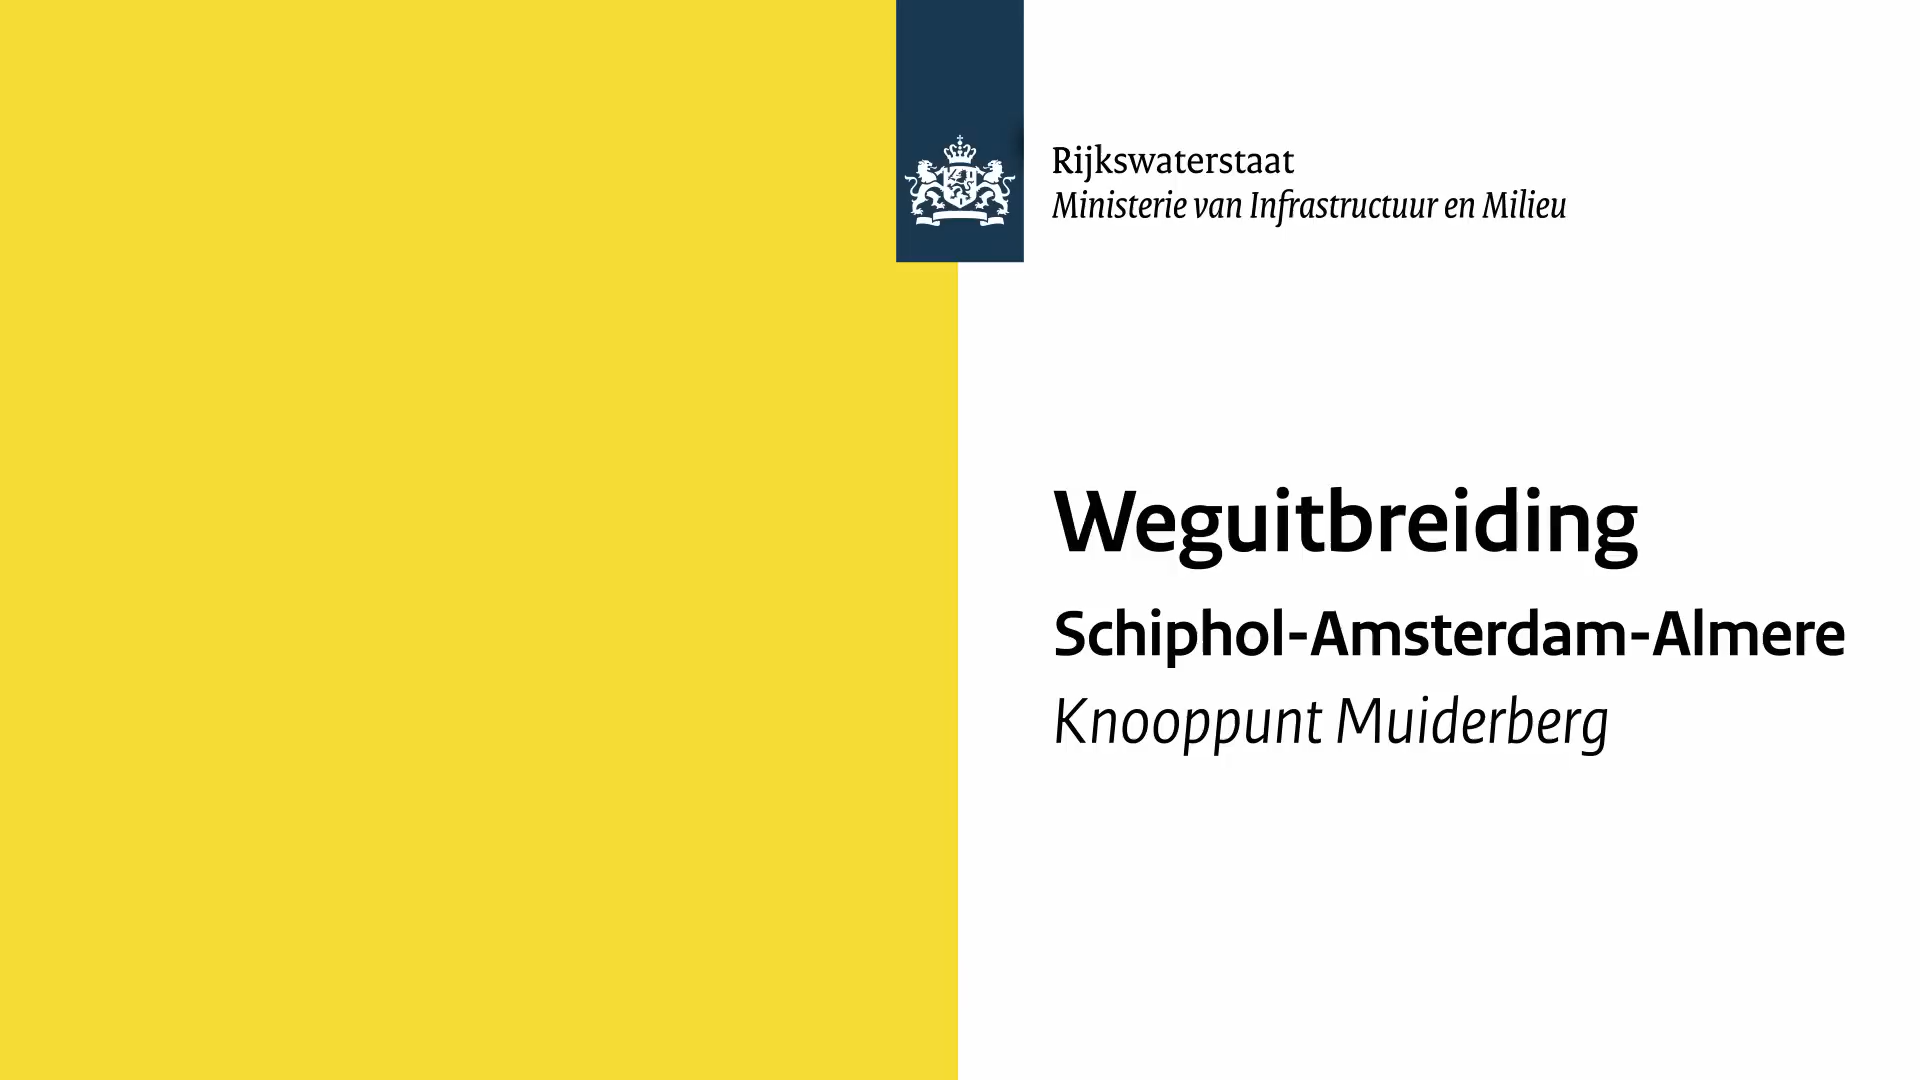 Rijkswaterstaat
Ministerie van Infrastructuur en Milieu
Weguitbreiding
Schiphol-Amsterdam-Almere
Knooppunt Muiderberg